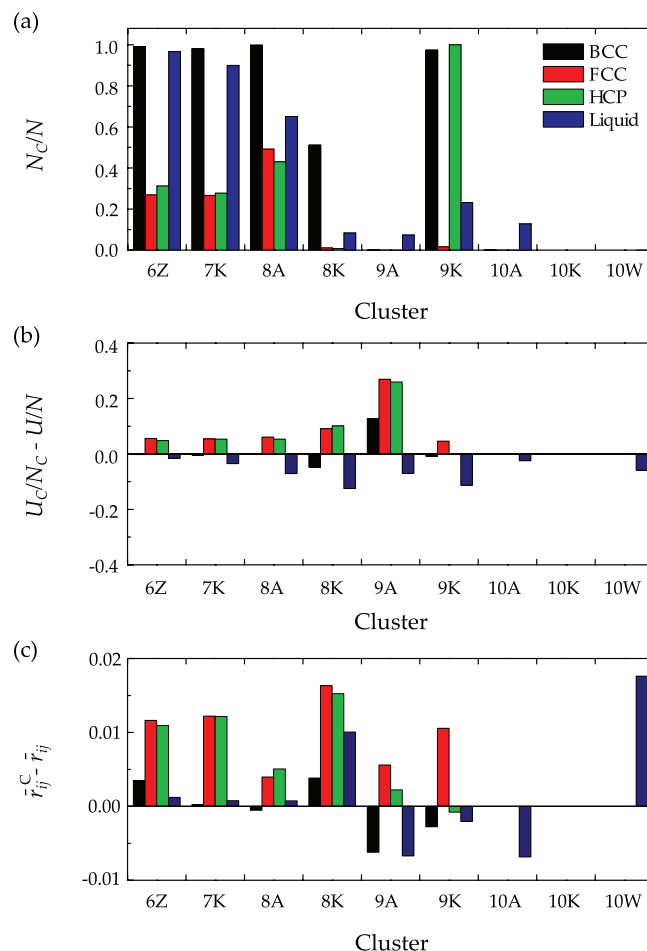 (a)
N_C/N
1.0
0.8
0.6
0.4
0.2
0.0
BCC
FCC
HCP
Liquid
6Z 7K 8A 8K 9A 9K 10A 10K 10W
Cluster
(b)
U_C/N_C - U/N
0.4
0.2
0.0
-0.2
-0.4
6Z 7K 8A 8K 9A 9K 10A 10K 10W
Cluster
(c)
r̄_ij^C - r̄_ij
0.02
0.01
0.00
-0.01
6Z 7K 8A 8K 9A 9K 10A 10K 10W
Cluster